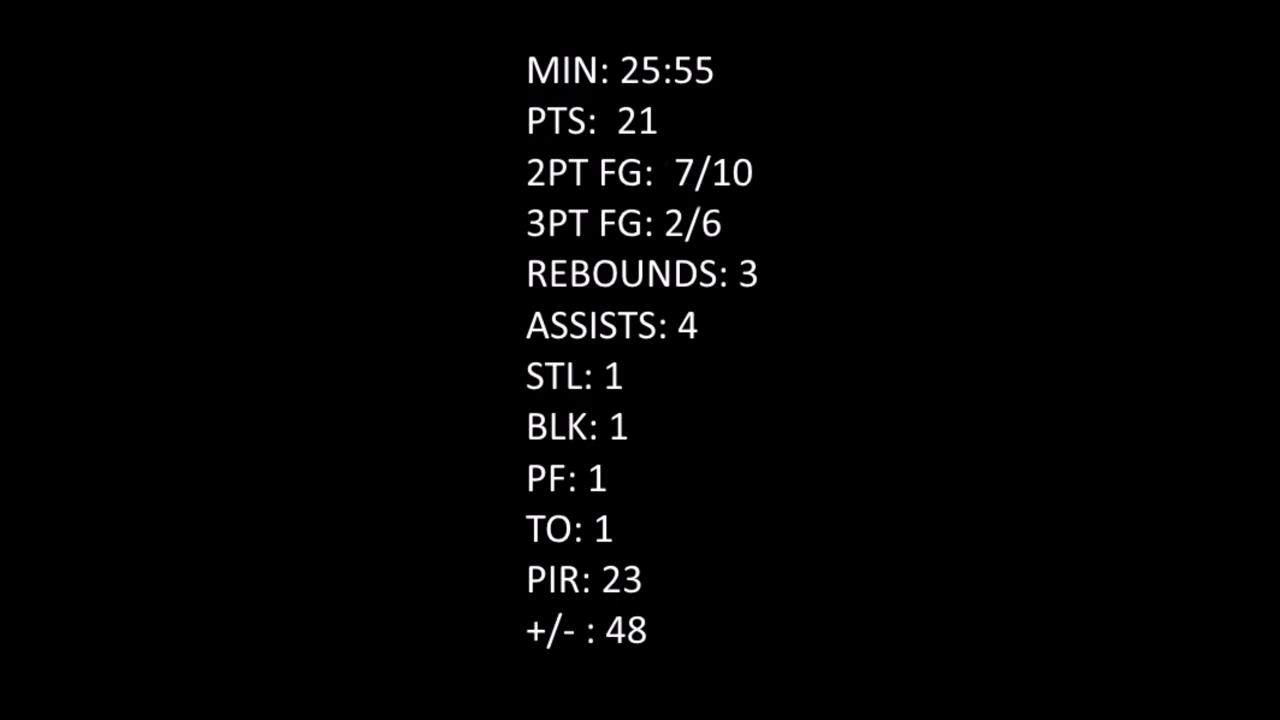 MIN: 25:55
PTS:  21
2PT FG:  7/10
3PT FG: 2/6
REBOUNDS: 3
ASSISTS: 4
STL: 1
BLK: 1
PF: 1
TO: 1
PIR: 23
+/- : 48